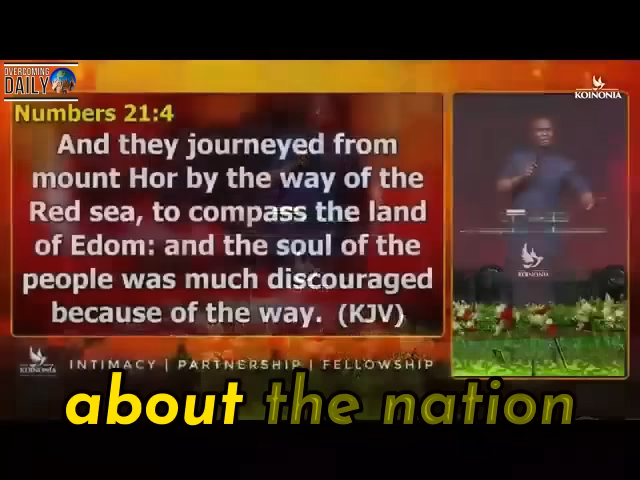 OVERCOMING
DAILY
KOINONIA
Numbers 21:4
And they journeyed from
mount Hor by the way of the
Red sea, to compass the land
of Edom: and the soul of the
people was much discouraged
because of the way. (KJV)
KOINONIA
KOINONIA
INTIMACY | PARTNERSHIP | FELLOWSHIP
about the nation